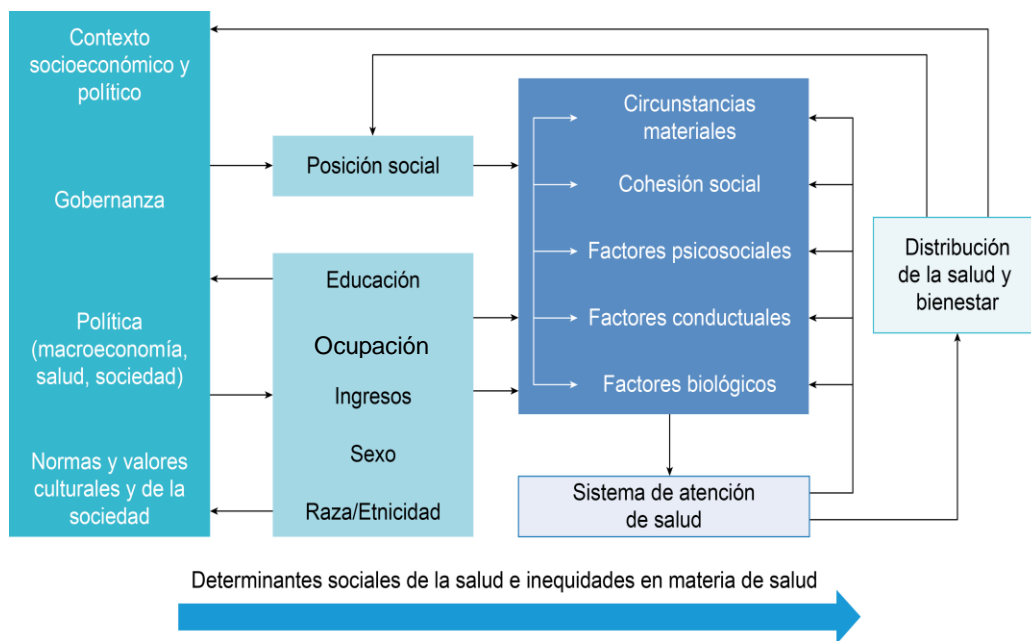 Contexto
socioeconómico y
político
Gobernanza
Política
(macroeconomía,
salud, sociedad)
Normas y valores
culturales y de la
sociedad
Posición social
Educación
Ocupación
Ingresos
Sexo
Raza/Etnicidad
Circunstancias
materiales
Cohesión social
Factores psicosociales
Factores conductuales
Factores biológicos
Sistema de atención
de salud
Distribución
de la salud y
bienestar
Determinantes sociales de la salud e inequidades en materia de salud